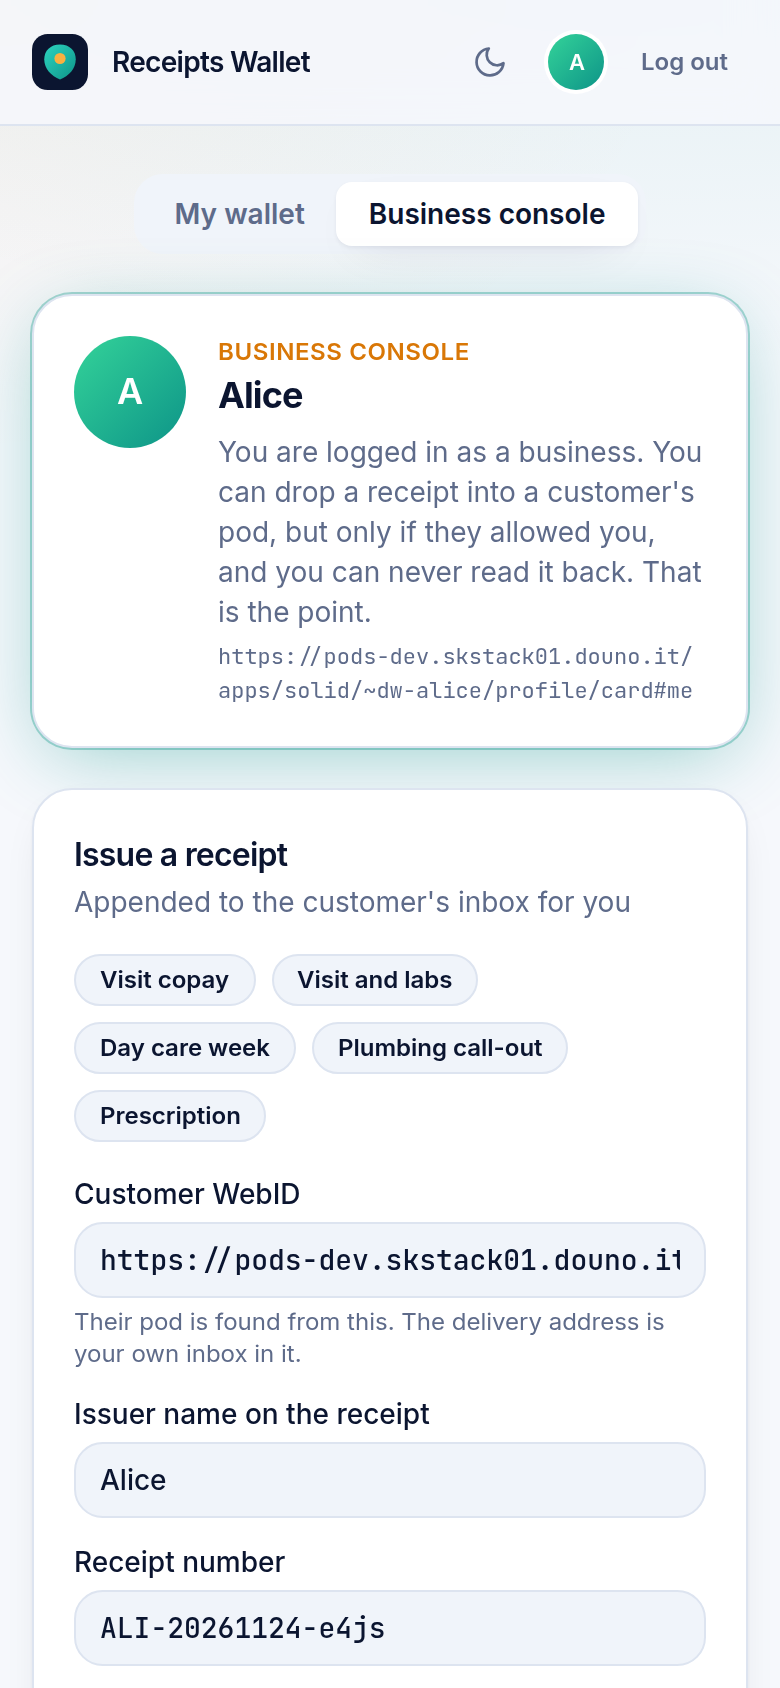 Receipts Wallet
A
Log out
My wallet
Business console
A
BUSINESS CONSOLE
Alice
You are logged in as a business. You
can drop a receipt into a customer's
pod, but only if they allowed you,
and you can never read it back. That
is the point.
https://pods-dev.skstack01.douno.it/
apps/solid/~dw-alice/profile/card#me
Issue a receipt
Appended to the customer's inbox for you
Visit copay
Visit and labs
Day care week
Plumbing call-out
Prescription
Customer WebID
https://pods-dev.skstack01.douno.it
Their pod is found from this. The delivery address is
your own inbox in it.
Issuer name on the receipt
Alice
Receipt number
ALI-20261124-e4js